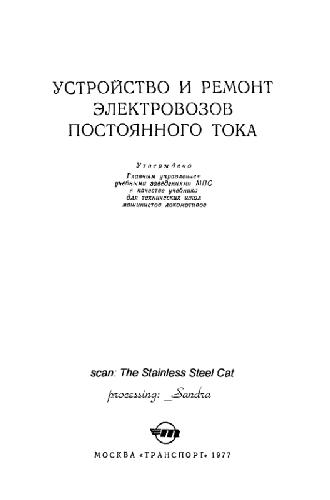 УСТРОЙСТВО И РЕМОНТ
ЭЛЕКТРОВОЗОВ
ПОСТОЯННОГО ТОКА
Утверждено
Главным управлением
учебными заведениями МПС
в качестве учебника
для технических школ
машинистов локомотивов
scan: The Stainless Steel Cat
processing: _Sandra
МОСКВА «ТРАНСПОРТ» 1977